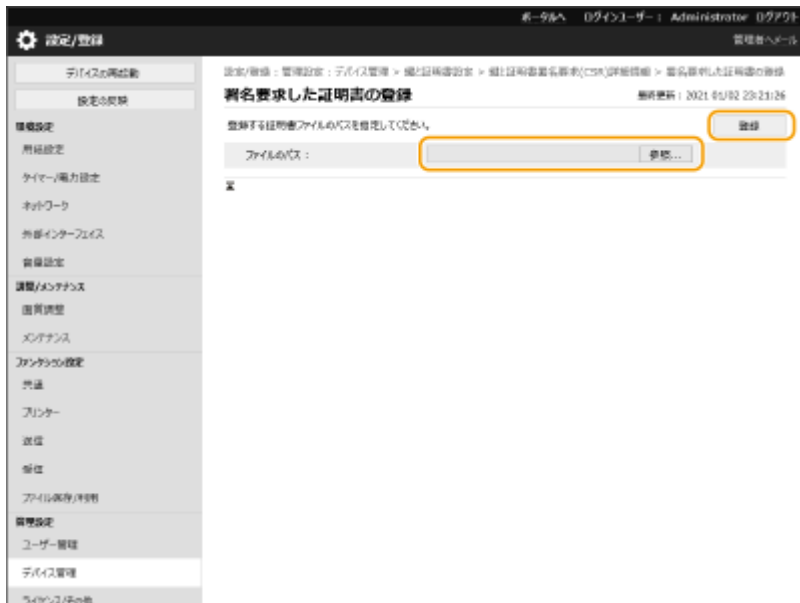 ポータルへ ログインユーザー： Administrator ログアウト
設定/登録
管理者へメール
デバイスの再起動
設定の反映
環境設定
用紙設定
タイマー/電力設定
ネットワーク
外部インターフェイス
音量設定
調整/メンテナンス
画質調整
メンテナンス
ファンクション設定
共通
プリンター
送信
受信
ファイル保存/利用
管理設定
ユーザー管理
デバイス管理
ライセンス/その他
設定/登録 : 管理設定 : デバイス管理 > 鍵と証明書設定 > 鍵と証明書署名要求(CSR)詳細情報 > 署名要求した証明書の登録
署名要求した証明書の登録
最終更新 : 2021 01/02 23:21:26
登録する証明書ファイルのパスを指定してください。
登録
ファイルのパス :
参照...